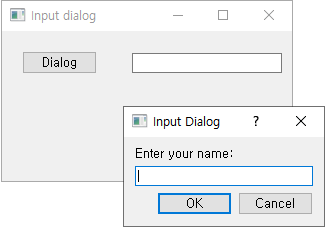 Input dialog
Dialog
Input Dialog
?
Enter your name:
OK
Cancel